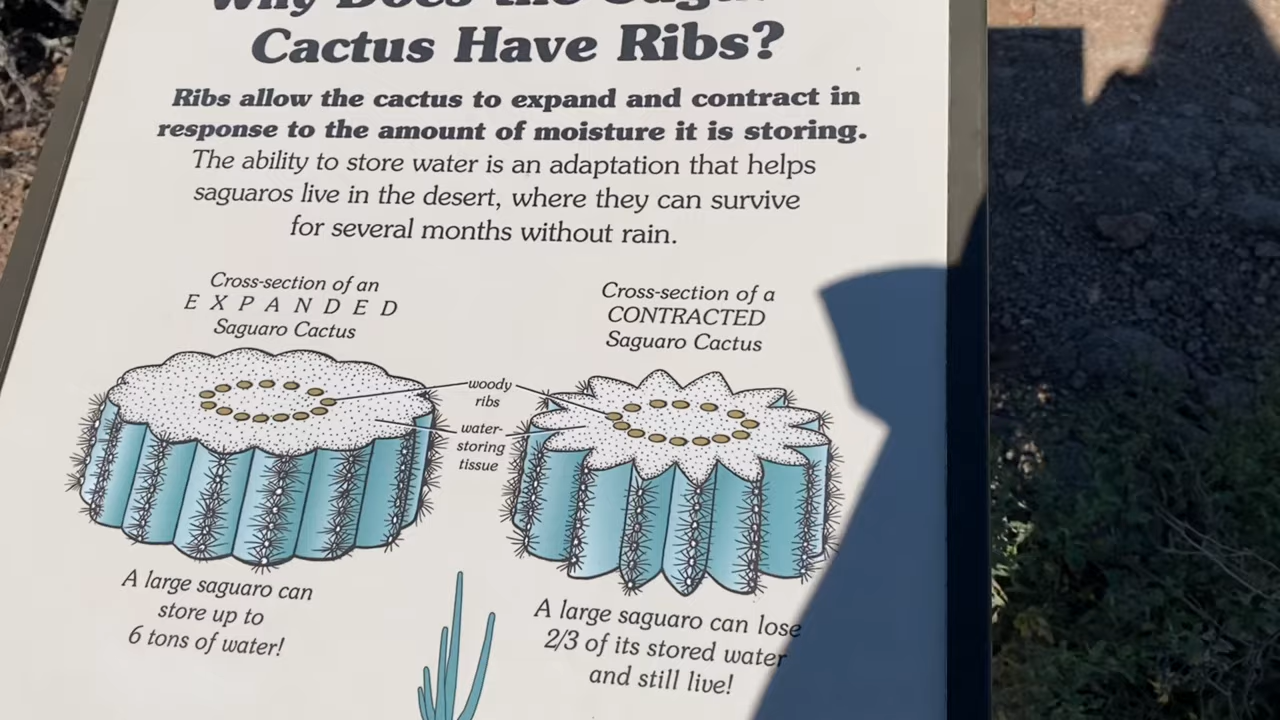 Why Does the
Cactus Have Ribs?
Ribs allow the cactus to expand and contract in
response to the amount of moisture it is storing.
The ability to store water is an adaptation that helps
saguaros live in the desert, where they can survive
for several months without rain.
Cross-section of an
EXPANDED
Saguaro Cactus
Cross-section of a
CONTRACTED
Saguaro Cactus
woody
ribs
water-
storing
tissue
A large saguaro can
store up to
6 tons of water!
A large saguaro can lose
2/3 of its stored water
and still live!